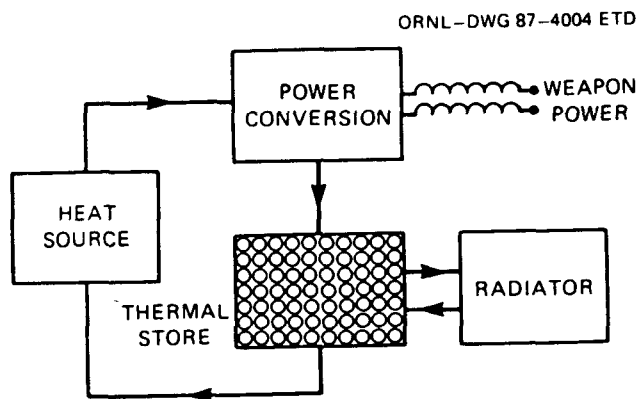 ORNL-DWG 87-4004 ETD
POWER
CONVERSION
WEAPON
POWER
HEAT
SOURCE
THERMAL
STORE
RADIATOR